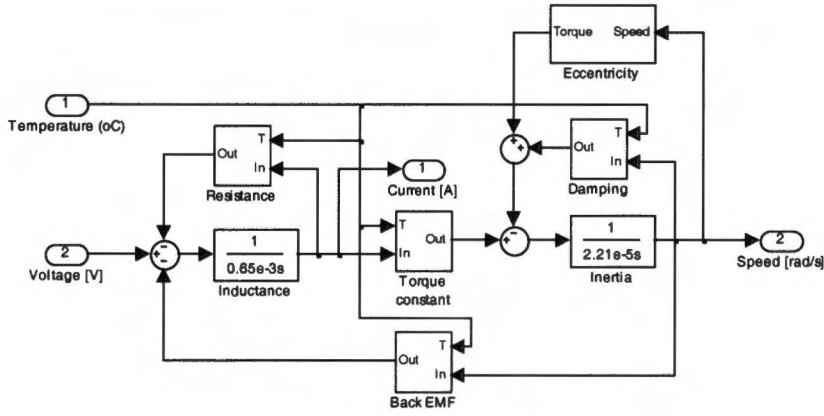 Torque Speed
Eccentricity
1
Temperature (oC)
T
Out
In
Resistance
1
Current [A]
T
Out
In
Damping
2
Voltage [V]
1
0.65e-3s
Inductance
T
Out
In
Torque
constant
1
2.21e-5s
Inertia
2
Speed [rad/s]
T
Out
In
Back EMF